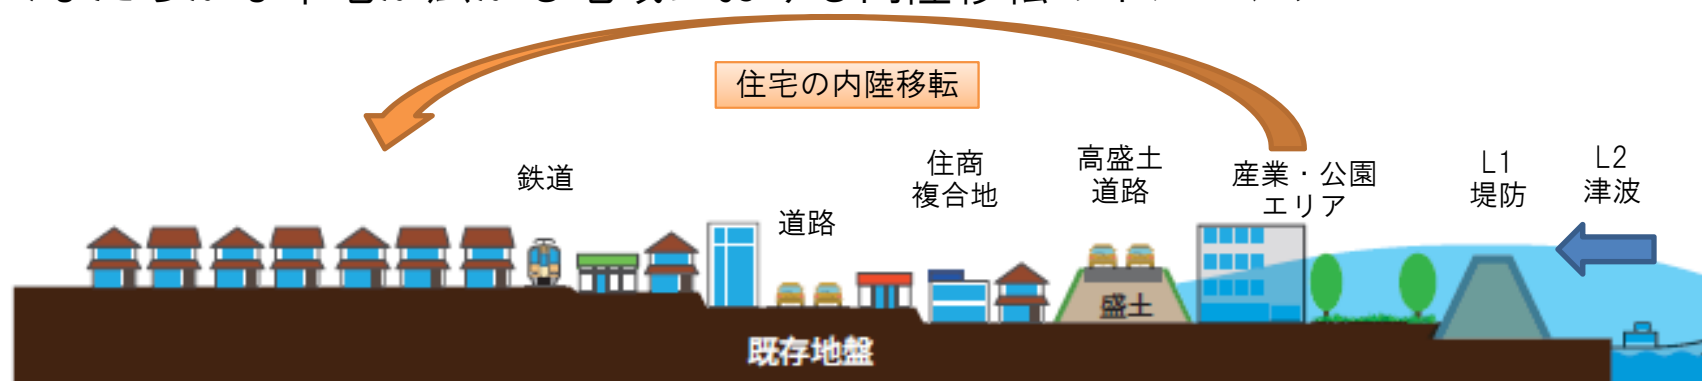 住宅の内陸移転
鉄道
道路
住商
複合地
高盛土
道路
産業・公園
エリア
L1
堤防
L2
津波
盛土
既存地盤